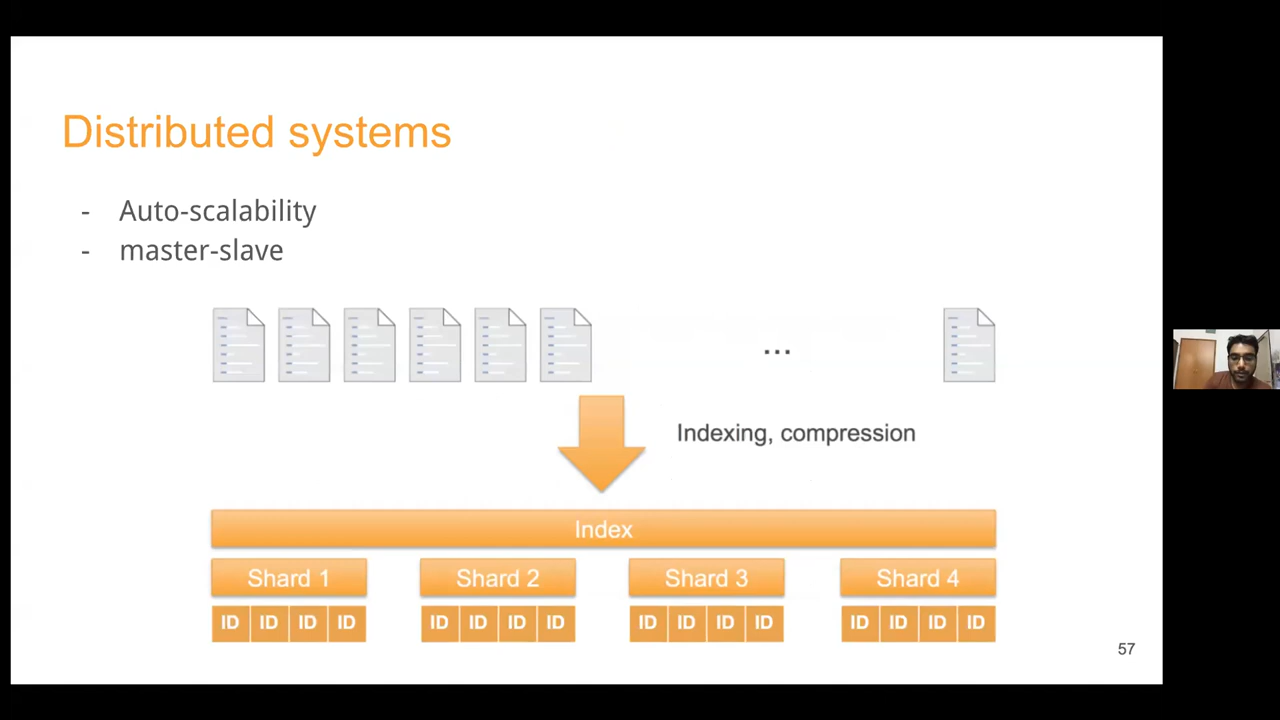 Distributed systems
- Auto-scalability
- master-slave
...
Indexing, compression
Index
Shard 1 Shard 2 Shard 3 Shard 4
ID ID ID ID ID ID ID ID ID ID ID ID ID ID ID ID
57